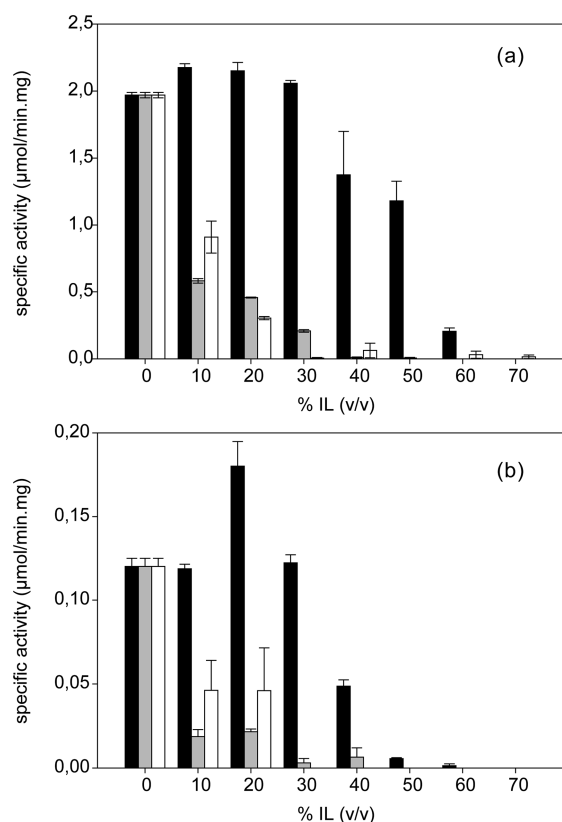 (a)
specific activity (µmol/min.mg)
2,5
2,0
1,5
1,0
0,5
0,0
0 10 20 30 40 50 60 70
% IL (v/v)
(b)
specific activity (µmol/min.mg)
0,20
0,15
0,10
0,05
0,00
0 10 20 30 40 50 60 70
% IL (v/v)